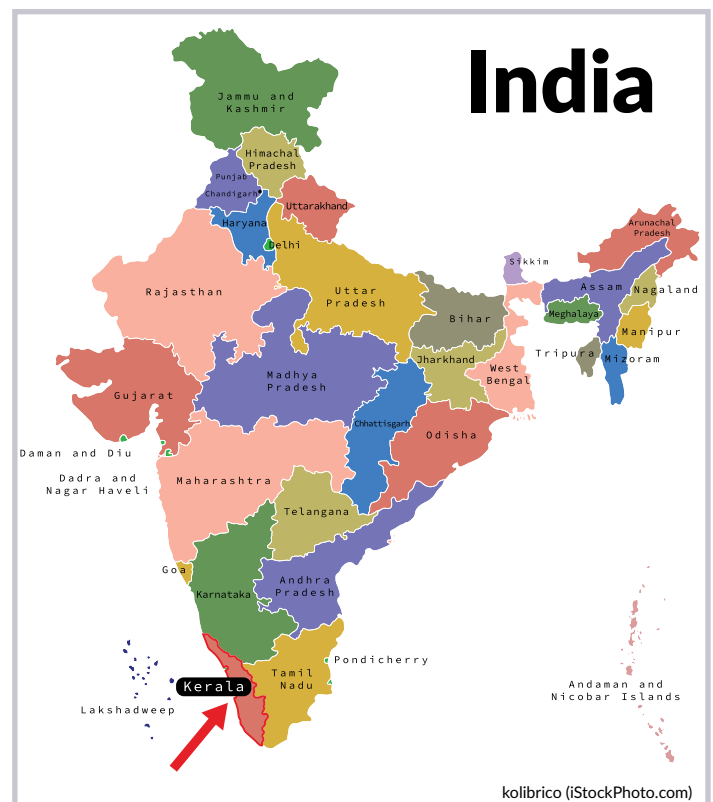 India
Jammu and
Kashmir
Himachal
Pradesh
Punjab
Chandigarh
Uttarakhand
Haryana
Delhi
Arunachal
Pradesh
Sikkim
Rajasthan
Uttar
Pradesh
Assam
Nagaland
Meghalaya
Bihar
Manipur
Tripura
Mizoram
Jharkhand
West
Bengal
Madhya
Pradesh
Gujarat
Chhattisgarh
Odisha
Daman and Diu
Dadra and
Nagar Haveli
Maharashtra
Telangana
Goa
Andhra
Pradesh
Karnataka
Pondicherry
Tamil
Nadu
Kerala
Lakshadweep
Andaman and
Nicobar Islands
kolibrico (iStockPhoto.com)